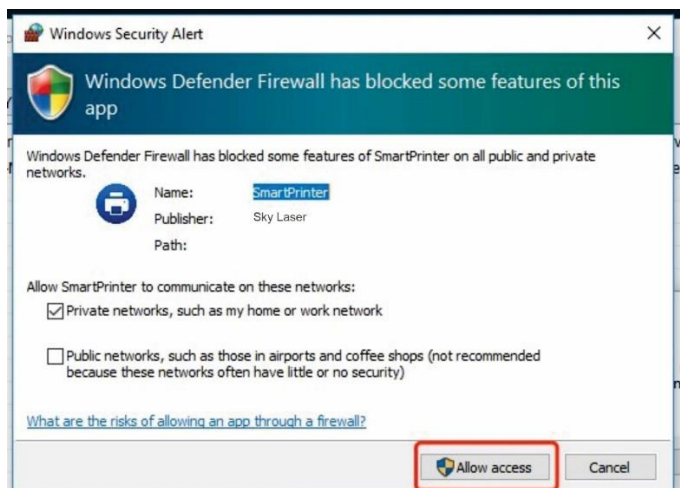 Windows Security Alert
Windows Defender Firewall has blocked some features of this
app
Windows Defender Firewall has blocked some features of SmartPrinter on all public and private
networks.
Name: SmartPrinter
Publisher: Sky Laser
Path:
Allow SmartPrinter to communicate on these networks:
Private networks, such as my home or work network
Public networks, such as those in airports and coffee shops (not recommended
because these networks often have little or no security)
What are the risks of allowing an app through a firewall?
Allow access Cancel